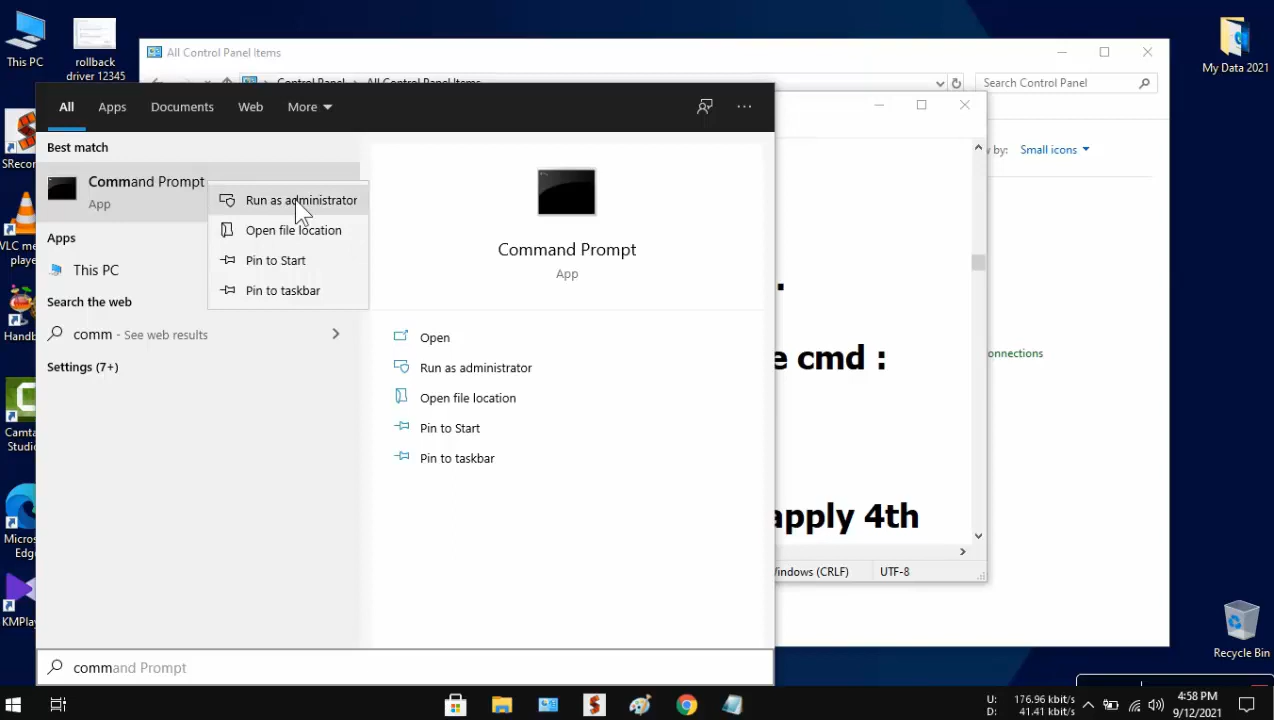 This PC
rollback
driver 12345
My Data 2021
All Control Panel Items
Control Panel
All Control Panel Items
Search Control Panel
All
Apps
Documents
Web
More
Best match
Command Prompt
App
Run as administrator
Open file location
Pin to Start
Pin to taskbar
Apps
This PC
Search the web
comm - See web results
Settings (7+)
Command Prompt
App
Open
Run as administrator
Open file location
Pin to Start
Pin to taskbar
command Prompt
by:
Small icons
.
e cmd :
onnections
apply 4th
Windows (CRLF)
UTF-8
SRecor
VLC me
player
Handb
Camta
Studio
Micros
Edge
KMPlay
Recycle Bin
U:
176.96 kbit/s
D:
41.41 kbit/s
4:58 PM
9/12/2021